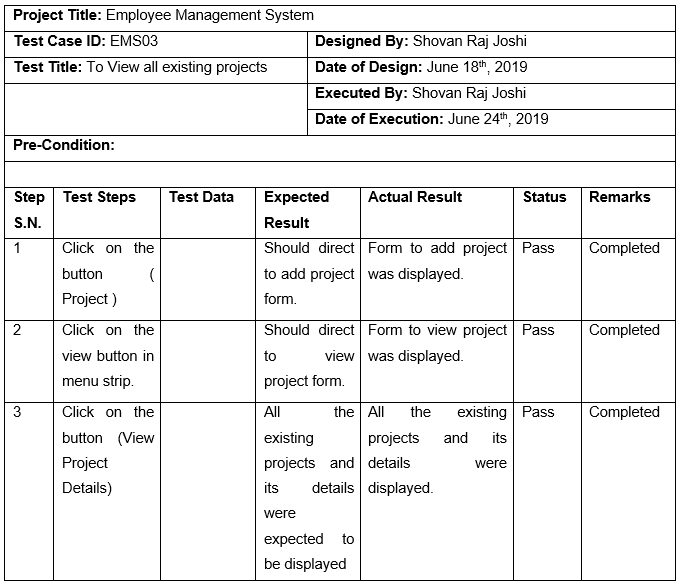 Project Title: Employee Management System
Test Case ID: EMS03
Designed By: Shovan Raj Joshi
Test Title: To View all existing projects
Date of Design: June 18th, 2019
Executed By: Shovan Raj Joshi
Date of Execution: June 24th, 2019
Pre-Condition:
Step
S.N.
Test Steps
Test Data
Expected
Result
Actual Result
Status
Remarks
1
Click on the
button (
Project )
Should direct
to add project
form.
Form to add project
was displayed.
Pass
Completed
2
Click on the
view button in
menu strip.
Should direct
to view
project form.
Form to view project
was displayed.
Pass
Completed
3
Click on the
button (View
Project
Details)
All the
existing
projects and
its details
were
expected to
be displayed
All the existing
projects and its
details were
displayed.
Pass
Completed